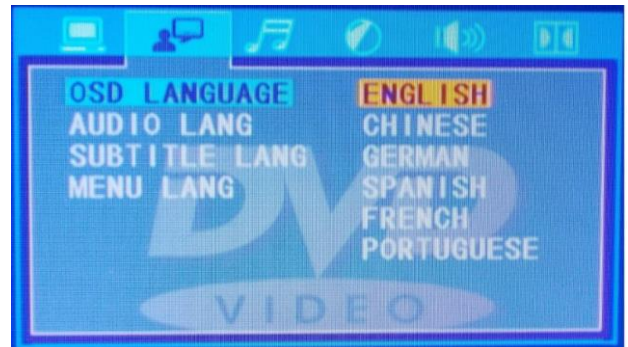 OSD LANGUAGE
AUDIO LANG
SUBTITLE LANG
MENU LANG
ENGLISH
CHINESE
GERMAN
SPANISH
FRENCH
PORTUGUESE
DVD
VIDEO